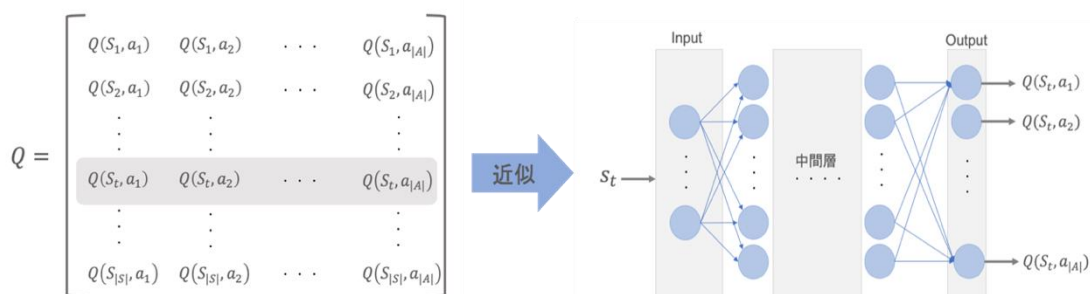 Q(S_1, a_1) Q(S_1, a_2) · · · Q(S_1, a_{|A|})
Q(S_2, a_1) Q(S_2, a_2) · · · Q(S_2, a_{|A|})
Q =
Q(S_t, a_1) Q(S_t, a_2) · · · Q(S_t, a_{|A|})
Q(S_{|S|}, a_1) Q(S_{|S|}, a_2) · · · Q(S_{|S|}, a_{|A|})
近似
Input
Output
S_t
中間層
· · · ·
Q(S_t, a_1)
Q(S_t, a_2)
Q(S_t, a_{|A|})